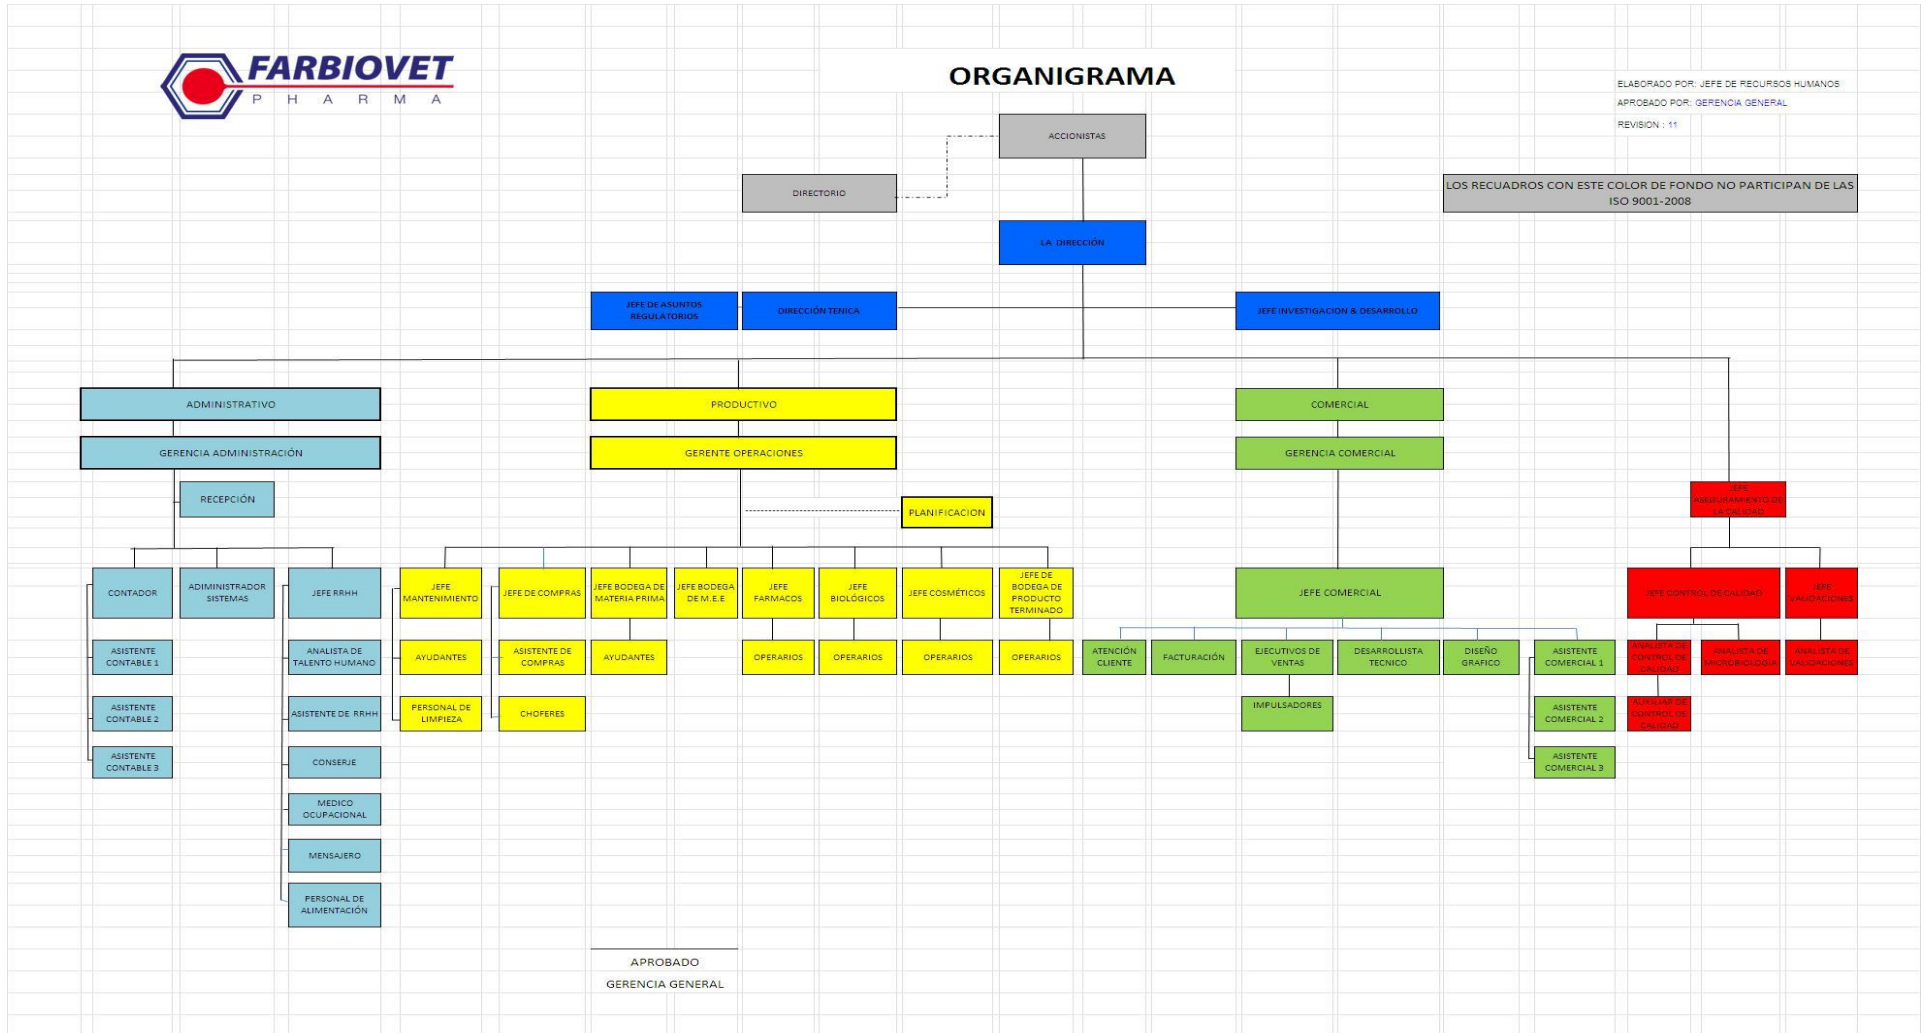 FARBIOVET
PHARMA
ORGANIGRAMA
ELABORADO POR: JEFE DE RECURSOS HUMANOS
APROBADO POR: GERENCIA GENERAL
REVISION : 11
ACCIONISTAS
DIRECTORIO
LOS RECUADROS CON ESTE COLOR DE FONDO NO PARTICIPAN DE LAS
ISO 9001-2008
LA DIRECCIÓN
JEFE DE ASUNTOS
REGULATORIOS
DIRECCIÓN TENICA
JEFE INVESTIGACION & DESARROLLO
ADMINISTRATIVO
PRODUCTIVO
COMERCIAL
GERENCIA ADMINISTRACIÓN
GERENTE OPERACIONES
GERENCIA COMERCIAL
RECEPCIÓN
PLANIFICACION
JEFE
ASEGURAMIENTO DE
LA CALIDAD
CONTADOR
ADIMINISTRADOR
SISTEMAS
JEFE RRHH
JEFE
MANTENIMIENTO
JEFE DE COMPRAS
JEFE BODEGA DE
MATERIA PRIMA
JEFE BODEGA
DE M.E.E
JEFE
FARMACOS
JEFE
BIOLÓGICOS
JEFE COSMÉTICOS
JEFE DE
BODEGA DE
PRODUCTO
TERMINADO
JEFE COMERCIAL
JEFE CONTROL DE CALIDAD
JEFE
VALIDACIONES
ASISTENTE
CONTABLE 1
ANALISTA DE
TALENTO HUMANO
AYUDANTES
ASISTENTE DE
COMPRAS
AYUDANTES
OPERARIOS
OPERARIOS
OPERARIOS
OPERARIOS
ATENCIÓN
CLIENTE
FACTURACIÓN
EJECUTIVOS DE
VENTAS
DESARROLLISTA
TECNICO
DISEÑO
GRAFICO
ASISTENTE
COMERCIAL 1
ANALISTA DE
CONTROL DE
CALIDAD
ANALISTA DE
MICROBIOLOGIA
ANALISTA DE
VALIDACIONES
ASISTENTE
CONTABLE 2
ASISTENTE DE RRHH
PERSONAL DE
LIMPIEZA
CHOFERES
IMPULSADORES
ASISTENTE
COMERCIAL 2
AUXILIAR DE
CONTROL DE
CALIDAD
ASISTENTE
CONTABLE 3
CONSERJE
ASISTENTE
COMERCIAL 3
MEDICO
OCUPACIONAL
MENSAJERO
PERSONAL DE
ALIMENTACIÓN
APROBADO
GERENCIA GENERAL